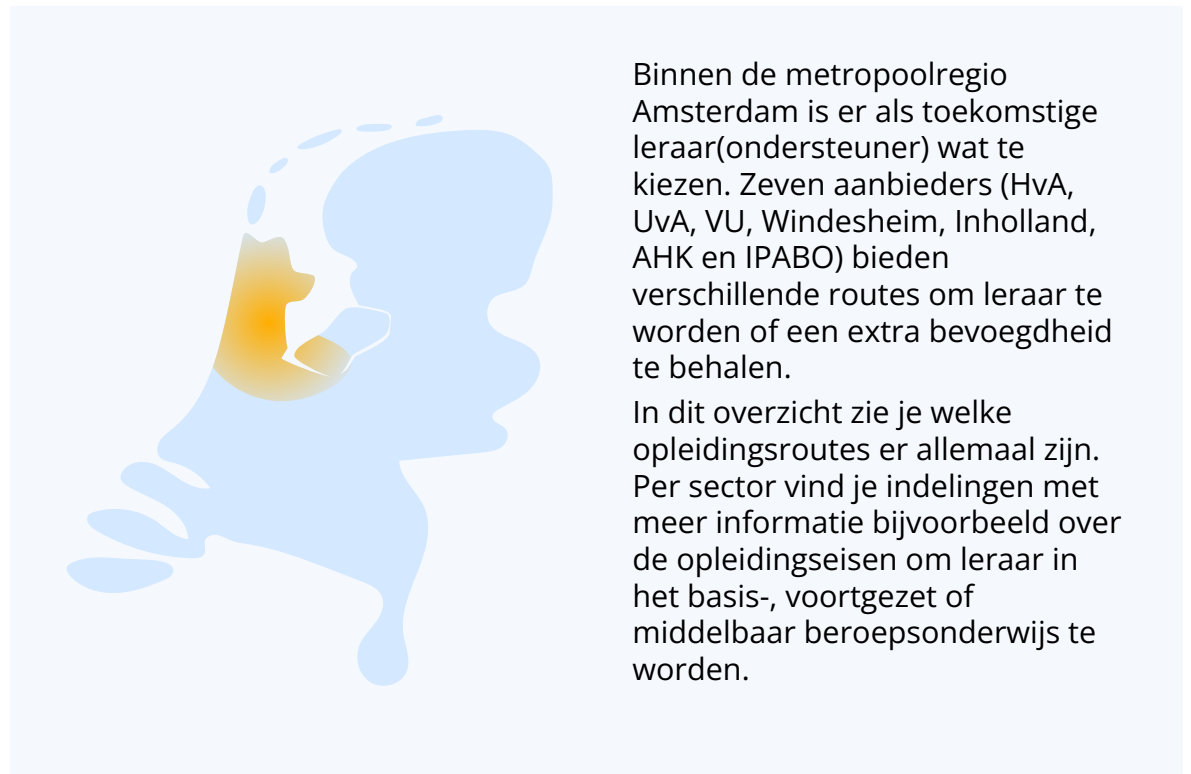 Binnen de metropoolregio
Amsterdam is er als toekomstige
leraar(ondersteuner) wat te
kiezen. Zeven aanbieders (HvA,
UvA, VU, Windesheim, Inholland,
AHK en IPABO) bieden
verschillende routes om leraar te
worden of een extra bevoegdheid
te behalen.
In dit overzicht zie je welke
opleidingsroutes er allemaal zijn.
Per sector vind je indelingen met
meer informatie bijvoorbeeld over
de opleidingseisen om leraar in
het basis-, voortgezet of
middelbaar beroepsonderwijs te
worden.